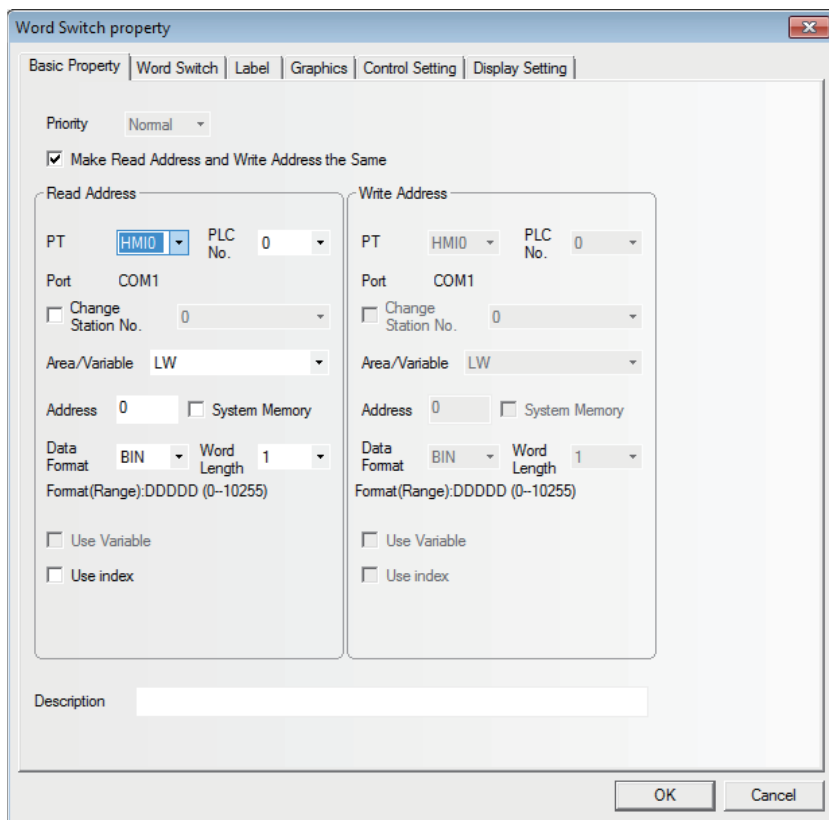 Word Switch property
Basic Property Word Switch Label Graphics Control Setting Display Setting
Priority Normal
Make Read Address and Write Address the Same
Read Address
PT HMI0 PLC No. 0
Port COM1
Change Station No. 0
Area/Variable LW
Address 0 System Memory
Data Format BIN Word Length 1
Format(Range):DDDDD (0--10255)
Use Variable
Use index
Write Address
PT HMI0 PLC No. 0
Port COM1
Change Station No. 0
Area/Variable LW
Address 0 System Memory
Data Format BIN Word Length 1
Format(Range):DDDDD (0--10255)
Use Variable
Use index
Description
OK Cancel